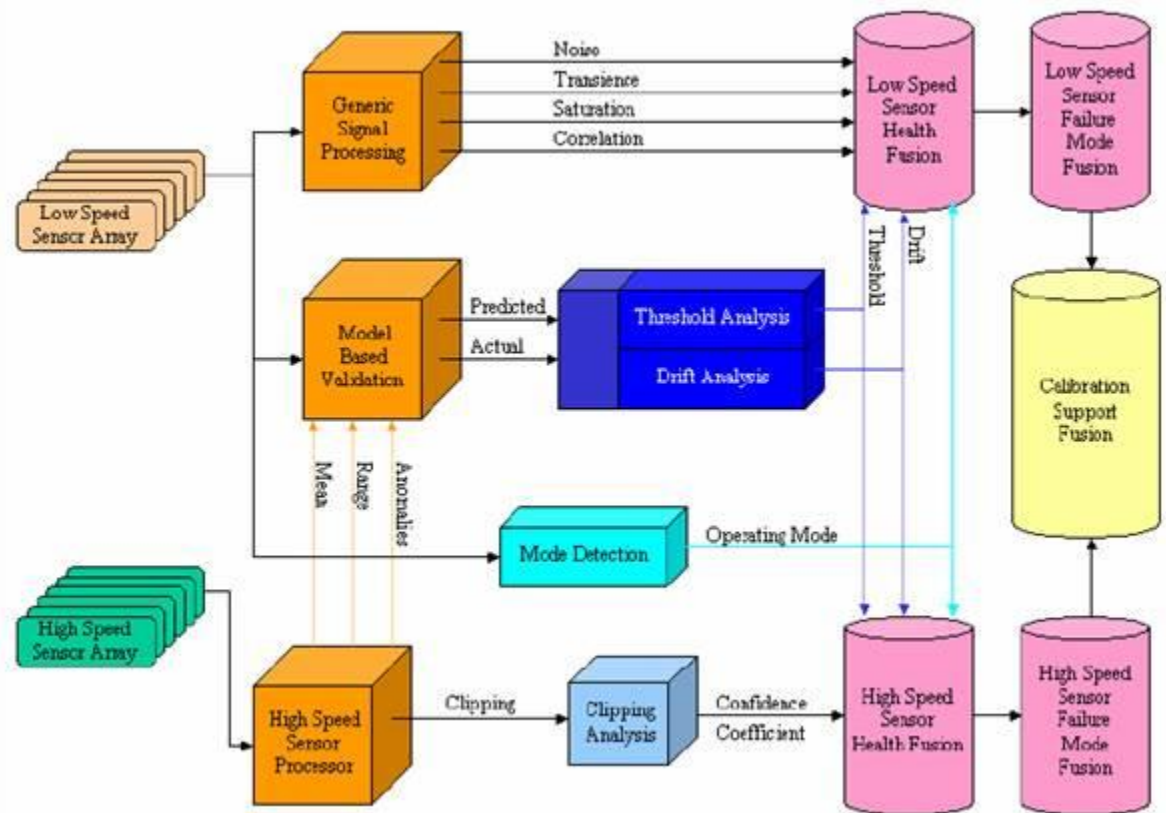 Noise
Transience
Saturation
Correlation
Generic
Signal
Processing
Low Speed
Sensor
Health
Fusion
Low Speed
Sensor
Failure
Mode
Fusion
Low Speed
Sensor Array
Threshold
Drift
Model
Based
Validation
Predicted
Actual
Threshold Analysis
Drift Analysis
Calibration
Support
Fusion
Mean
Range
Anomalies
Mode Detection
Operating Mode
High Speed
Sensor Array
High Speed
Sensor
Processor
Clipping
Clipping
Analysis
Confidence
Coefficient
High Speed
Sensor
Health Fusion
High Speed
Sensor
Failure
Mode
Fusion